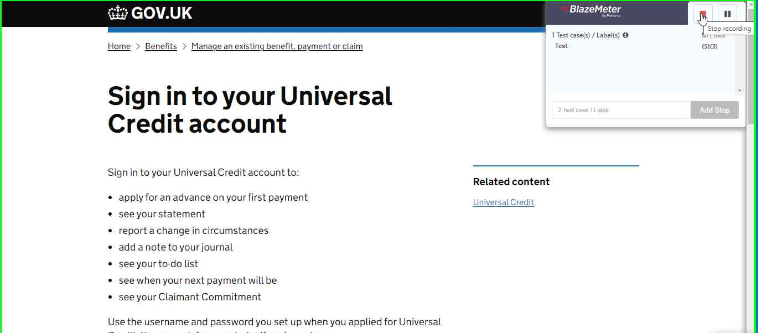 GOV.UK
BlazeMeter
by Perforce
Stop recording
1 Test case(s) / Label(s)
Test
(5)(3)
2 Test case / Label
Add Step
Home > Benefits > Manage an existing benefit, payment or claim
Sign in to your Universal
Credit account
Sign in to your Universal Credit account to:
• apply for an advance on your first payment
• see your statement
• report a change in circumstances
• add a note to your journal
• see your to-do list
• see when your next payment will be
• see your Claimant Commitment
Use the username and password you set up when you applied for Universal
Related content
Universal Credit